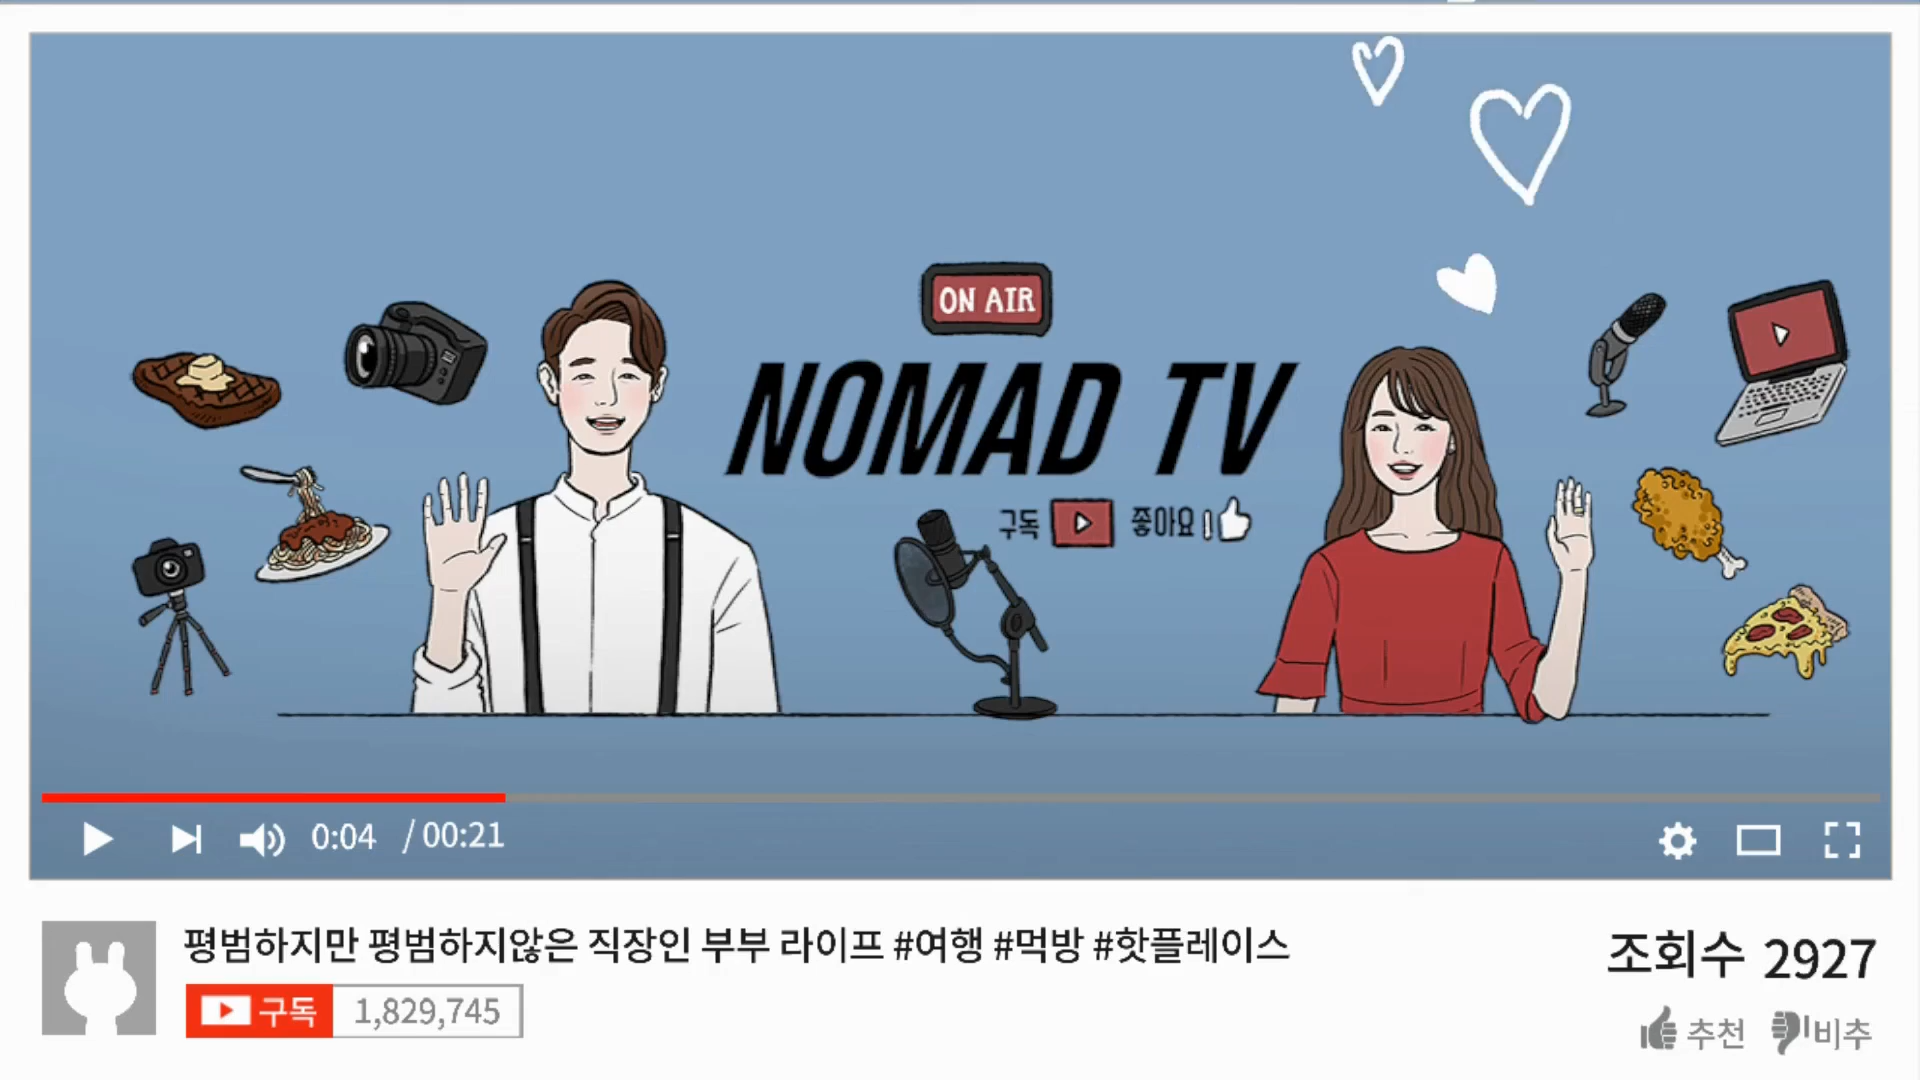 ON AIR
NOMAD TV
구독 좋아요
0:04 / 00:21
평범하지만 평범하지않은 직장인 부부 라이프 #여행 #먹방 #핫플레이스
조회수 2927
구독 1,829,745
추천 비추